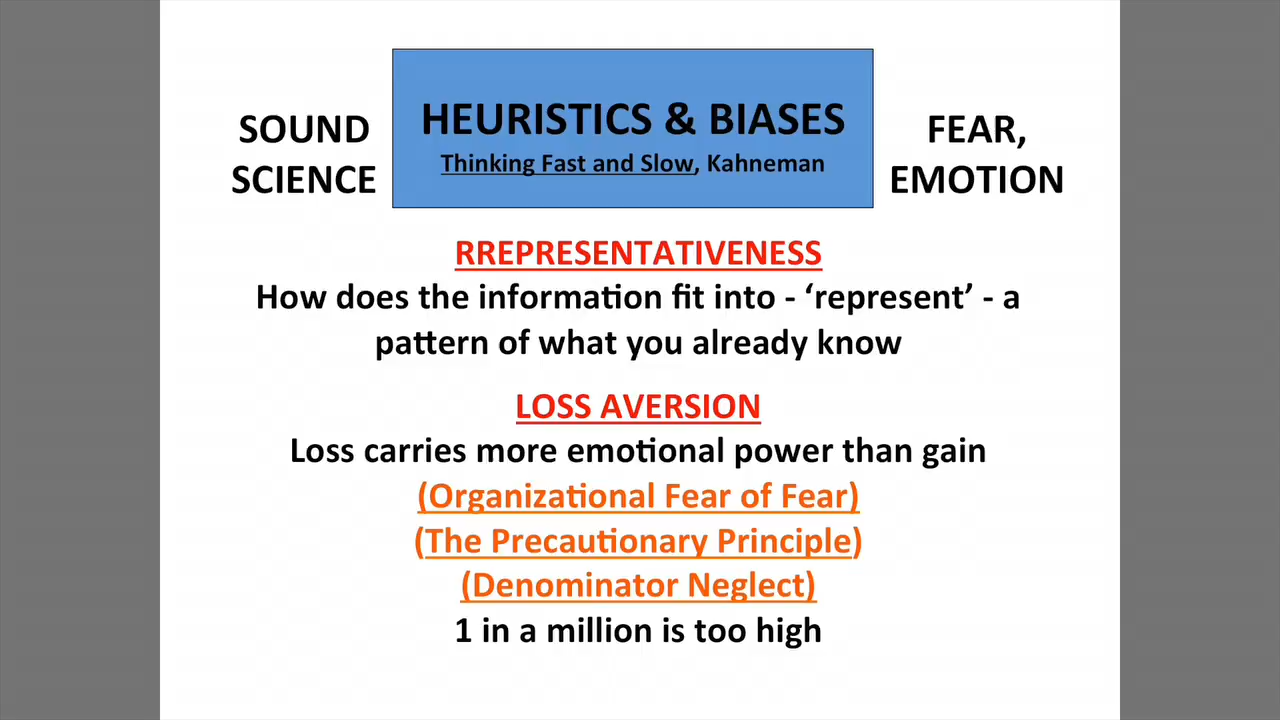 SOUND
SCIENCE
HEURISTICS & BIASES
Thinking Fast and Slow, Kahneman
FEAR,
EMOTION
RREPRESENTATIVENESS
How does the information fit into - ‘represent’ - a
pattern of what you already know
LOSS AVERSION
Loss carries more emotional power than gain
(Organizational Fear of Fear)
(The Precautionary Principle)
(Denominator Neglect)
1 in a million is too high